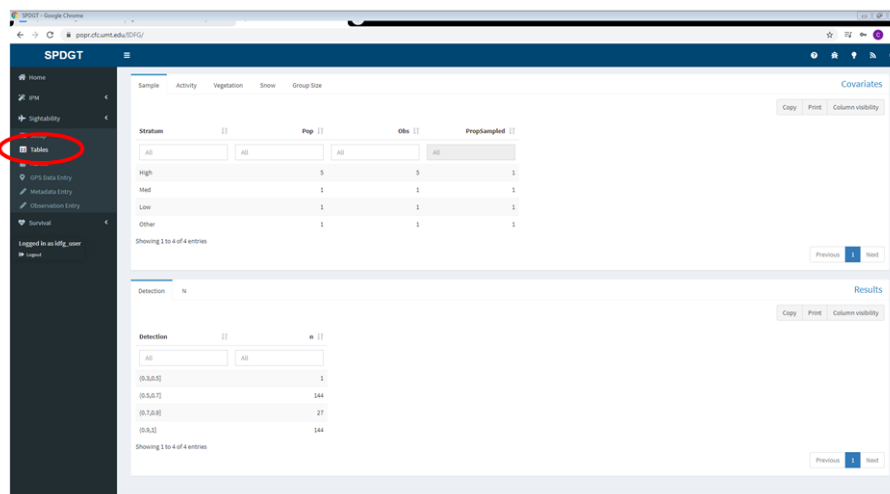 SPDGT - Google Chrome
popr.cfc.umt.edu/IDFG/
C
SPDGT
Home
IPM
Sightability
Tables
GPS Data Entry
Metadata Entry
Observation Entry
Survival
Logged in as idfg_user
Logout
Sample Activity Vegetation Snow Group Size Covariates
Copy Print Column visibility
Stratum Pop Obs PropSampled
All All All All
High 5 5 1
Med 1 1 1
Low 1 1 1
Other 1 1 1
Showing 1 to 4 of 4 entries
Previous 1 Next
Detection N Results
Copy Print Column visibility
Detection n
All All
(0.3,0.5] 1
(0.5,0.7] 144
(0.7,0.9] 27
(0.9,1] 144
Showing 1 to 4 of 4 entries
Previous 1 Next